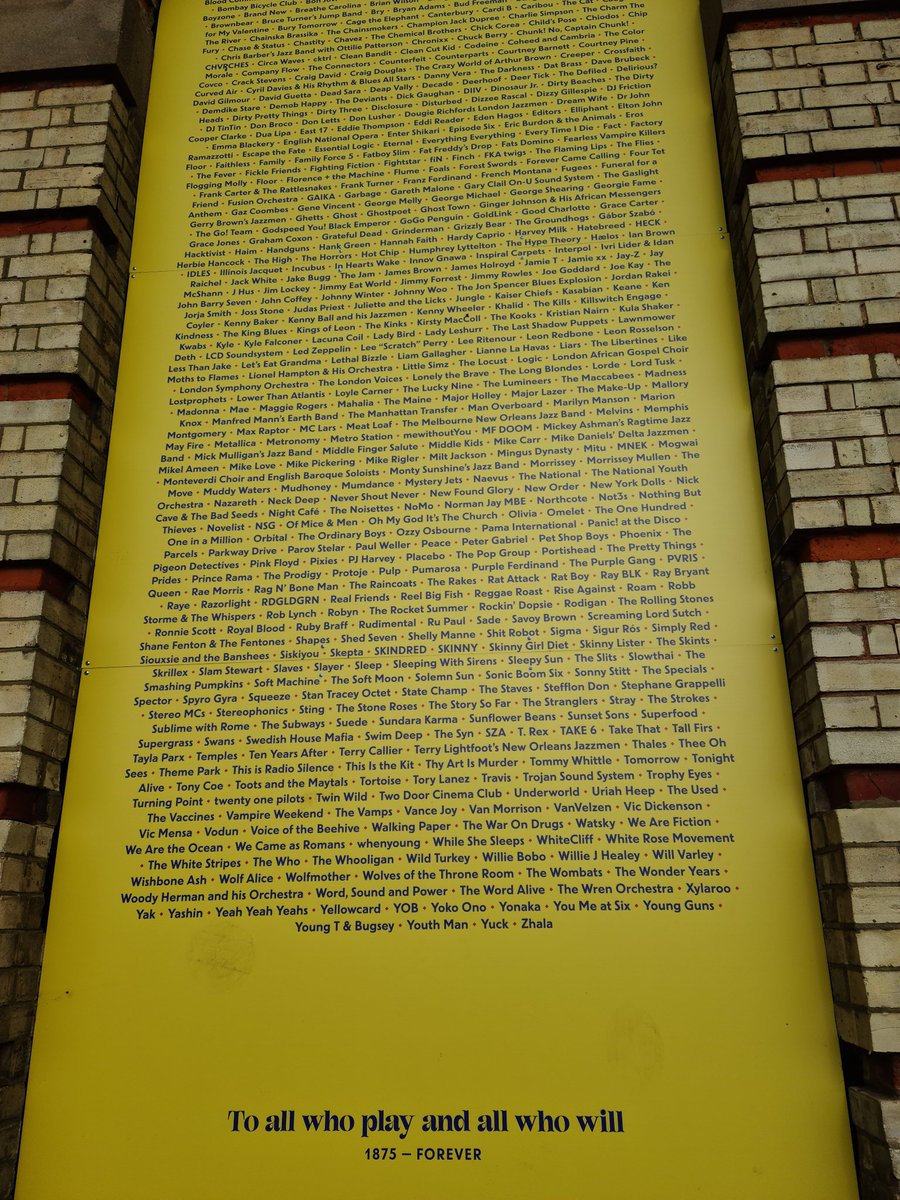 · Bombay Bicycle Club ·
Boyzone · Brand New · Breathe Carolina · Brian
· Brownbear · Bruce Turner's Jump Band · Bry · Bryan Adams · Bud Freeman ·
for My Valentine · Bury Tomorrow · Cage the Elephant · Canterbury · Cardi B · Caribou · The Cat ·
The River · Chainska Brassika · The Chainsmokers · Champion Jack Dupree · Charlie Simpson · The Charm The
Fury · Chase & Status · Chastity · Chavez · The Chemical Brothers · Chick Corea · Child's Pose · Chiodos · Chip
· Chris Barber's Jazz Band with Ottilie Patterson · Chronixx · Chuck Berry · Chunk! No, Captain Chunk! ·
CHVRCHES · Circa Waves · cktrl · Clean Bandit · Clean Cut Kid · Codeine · Coheed and Cambria · The Color
Morale · Company Flow · The Connectors · Counterfeit · Counterparts · Courtney Barnett · Courtney Pine ·
Covco · Crack Stevens · Craig David · Craig Douglas · The Crazy World of Arthur Brown · Creeper · Crossfaith
Curved Air · Cyril Davies & His Rhythm & Blues All Stars · Danny Vera · The Darkness · Dat Brass · Dave Brubeck ·
David Gilmour · David Guetta · Dead Sara · Deap Vally · Decade · Deerhoof · Deer Tick · The Defiled · Delirious?
· Damdike Stare · Demob Happy · The Deviants · Dick Gaughan · DIIV · Dinosaur Jr. · Dirty Beaches · The Dirty
Heads · Dirty Pretty Things · Dirty Three · Disclosure · Disturbed · Dizzee Rascal · Dizzy Gillespie · DJ Friction
· DJ Tinfin · Don Broco · Don Letts · Don Lusher · Dougie Richfords London Jazzmen · Dream Wife · Dr John
Cooper Clarke · Dua Lipa · East 17 · Eddie Thompson · Eddi Reader · Eden Hagos · Editors · Elliphant · Elton John
· Emma Blackery · English National Opera · Enter Shikari · Episode Six · Eric Burdon & the Animals · Eros
Ramazzotti · Escape the Fate · Essential Logic · Eternal · Everything Everything · Every Time I Die · Fact · Factory
Floor · Faithless · Family · Family Force 5 · Fatboy Slim · Fat Freddy's Drop · Fats Domino · Fearless Vampire Killers
· The Fever · Fickle Friends · Fighting Fiction · Fightstar · fiN · Finch · FKA twigs · The Flaming Lips · The Flies ·
Flogging Molly · Floor · Florence + the Machine · Flume · Foals · Forest Swords · Forever Came Calling · Four Tet
· Frank Carter & The Rattlesnakes · Frank Turner · Franz Ferdinand · French Montana · Fugees · Funeral for a
Friend · Fusion Orchestra · GAIKA · Garbage · Gareth Malone · Gary Clail On-U Sound System · The Gaslight
Anthem · Gaz Coombes · Gene Vincent · George Melly · George Michael · George Shearing · Georgie Fame ·
Gerry Brown's Jazzmen · Ghetts · Ghost · Ghostpoet · Ghost Town · Ginger Johnson & His African Messengers
· The Go! Team · Godspeed You! Black Emperor · GoGo Penguin · GoldLink · Good Charlotte · Grace Carter ·
Grace Jones · Graham Coxon · Grateful Dead · Grinderman · Grizzly Bear · The Groundhogs · Gábor Szabó ·
Hacktivist · Haim · Handguns · Hank Green · Hannah Faith · Hardy Caprio · Harvey Milk · Hatebreed · HECK ·
Herbie Hancock · The High · The Horrors · Hot Chip · Humphrey Lyttelton · The Hype Theory · Hælos · Ian Brown
· IDLES · Illinois Jacquet · Incubus · In Hearts Wake · Innov Gnawa · Inspiral Carpets · Interpol · Ivri Lider & Idan
Raichel · Jack White · Jake Bugg · The Jam · James Brown · James Holroyd · Jamie T · Jamie xx · Jay-Z · Jay
McShann · J Hus · Jim Lockey · Jimmy Eat World · Jimmy Forrest · Jimmy Rowles · Joe Goddard · Joe Kay · The
John Barry Seven · John Coffey · Johnny Winter · Johnny Woo · The Jon Spencer Blues Explosion · Jordan Rakei ·
Jorja Smith · Joss Stone · Judas Priest · Juliette and the Licks · Jungle · Kaiser Chiefs · Kasabian · Keane · Ken
Coyler · Kenny Baker · Kenny Ball and his Jazzmen · Kenny Wheeler · Khalid · The Kills · Killswitch Engage ·
Kindness · The King Blues · Kings of Leon · The Kinks · Kirsty MacColl · The Kooks · Kristian Nairn · Kula Shaker ·
Kwabs · Kyle · Kyle Falconer · Lacuna Coil · Lady Bird · Lady Leshurr · The Last Shadow Puppets · Lawnmower
Deth · LCD Soundsystem · Led Zeppelin · Lee "Scratch" Perry · Lee Ritenour · Leon Redbone · Leon Rosselson ·
Less Than Jake · Let's Eat Grandma · Lethal Bizzle · Liam Gallagher · Lianne La Havas · Liars · The Libertines · Like
Moths to Flames · Lionel Hampton & His Orchestra · Little Simz · The Locust · Logic · London African Gospel Choir
· London Symphony Orchestra · The London Voices · Lonely the Brave · The Long Blondes · Lorde · Lord Tusk ·
Lostprophets · Lower Than Atlantis · Loyle Carner · The Lucky Nine · The Lumineers · The Maccabees · Madness
· Madonna · Mae · Maggie Rogers · Mahalia · The Maine · Major Holley · Major Lazer · The Make-Up · Mallory
Knox · Manfred Mann's Earth Band · The Manhattan Transfer · Man Overboard · Marilyn Manson · Marion
Montgomery · Max Raptor · MC Lars · Meat Loaf · The Melbourne New Orleans Jazz Band · Melvins · Memphis
May Fire · Metallica · Metronomy · Metro Station · mewithoutYou · MF DOOM · Mickey Ashman's Ragtime Jazz
Band · Mick Mulligan's Jazz Band · Middle Finger Salute · Middle Kids · Mike Carr · Mike Daniels' Delta Jazzmen ·
Mikel Ameen · Mike Love · Mike Pickering · Mike Rigler · Milt Jackson · Mingus Dynasty · Mitu · MNEK · Mogwai
· Monteverdi Choir and English Baroque Soloists · Monty Sunshine's Jazz Band · Morrissey · Morrissey Mullen · The
Move · Muddy Waters · Mudhoney · Mumdance · Mystery Jets · Naevus · The National · The National Youth
Orchestra · Nazareth · Neck Deep · Never Shout Never · New Found Glory · New Order · New York Dolls · Nick
Cave & The Bad Seeds · Night Café · The Noisettes · NoMo · Norman Jay MBE · Northcote · Not3s · Nothing But
Thieves · Novelist · NSG · Of Mice & Men · Oh My God It's The Church · Olivia · Omelet · The One Hundred ·
One in a Million · Orbital · The Ordinary Boys · Ozzy Osbourne · Pama International · Panic! at the Disco ·
Parcels · Parkway Drive · Parov Stelar · Paul Weller · Peace · Peter Gabriel · Pet Shop Boys · Phoenix · The
Pigeon Detectives · Pink Floyd · Pixies · PJ Harvey · Placebo · The Pop Group · Portishead · The Pretty Things ·
Prides · Prince Rama · The Prodigy · Protoje · Pulp · Pumarosa · Purple Ferdinand · The Purple Gang · PVRIS ·
Queen · Rae Morris · Rag N' Bone Man · The Raincoats · The Rakes · Rat Attack · Rat Boy · Ray BLK · Ray Bryant
· Raye · Razorlight · RDGLDGRN · Real Friends · Reel Big Fish · Reggae Roast · Rise Against · Roam · Robb
Storme & The Whispers · Rob Lynch · Robyn · The Rocket Summer · Rockin' Dopsie · Rodigan · The Rolling Stones
· Ronnie Scott · Royal Blood · Ruby Braff · Rudimental · Ru Paul · Sade · Savoy Brown · Screaming Lord Sutch ·
Shane Fenton & The Fentones · Shapes · Shed Seven · Shelly Manne · Shit Robot · Sigma · Sigur Rós · Simply Red ·
Siouxsie and the Banshees · Siskiyou · Skepta · SKINDRED · SKINNY · Skinny Girl Diet · Skinny Lister · The Skints ·
Skrillex · Slam Stewart · Slaves · Slayer · Sleep · Sleeping With Sirens · Sleepy Sun · The Slits · Slowthai · The
Smashing Pumpkins · Soft Machine · The Soft Moon · Solemn Sun · Sonic Boom Six · Sonny Stitt · The Specials ·
Spector · Spyro Gyra · Squeeze · Stan Tracey Octet · State Champ · The Staves · Stefflon Don · Stephane Grappelli
· Stereo MCs · Stereophonics · Sting · The Stone Roses · The Story So Far · The Stranglers · Stray · The Strokes ·
Sublime with Rome · The Subways · Suede · Sundara Karma · Sunflower Beans · Sunset Sons · Superfood ·
Supergrass · Swans · Swedish House Mafia · Swim Deep · The Syn · SZA · T. Rex · TAKE 6 · Take That · Tall Firs ·
Tayla Parx · Temples · Ten Years After · Terry Callier · Terry Lightfoot's New Orleans Jazzmen · Thales · Thee Oh
Sees · Theme Park · This is Radio Silence · This Is the Kit · Thy Art Is Murder · Tommy Whittle · Tomorrow · Tonight
Alive · Tony Coe · Toots and the Maytals · Tortoise · Tory Lanez · Travis · Trojan Sound System · Trophy Eyes ·
Turning Point · twenty one pilots · Twin Wild · Two Door Cinema Club · Underworld · Uriah Heep · The Used ·
The Vaccines · Vampire Weekend · The Vamps · Vance Joy · Van Morrison · VanVelzen · Vic Dickenson ·
Vic Mensa · Vodun · Voice of the Beehive · Walking Paper · The War On Drugs · Watsky · We Are Fiction ·
We Are the Ocean · We Came as Romans · whenyoung · While She Sleeps · WhiteCliff · White Rose Movement
· The White Stripes · The Who · The Whooligan · Wild Turkey · Willie Bobo · Willie J Healey · Will Varley ·
Wishbone Ash · Wolf Alice · Wolfmother · Wolves of the Throne Room · The Wombats · The Wonder Years ·
Woody Herman and his Orchestra · Word, Sound and Power · The Word Alive · The Wren Orchestra · Xylaroo ·
Yak · Yashin · Yeah Yeah Yeahs · Yellowcard · YOB · Yoko Ono · Yonaka · You Me at Six · Young Guns ·
Young T & Bugsey · Youth Man · Yuck · Zhala
To all who play and all who will
1875 – FOREVER